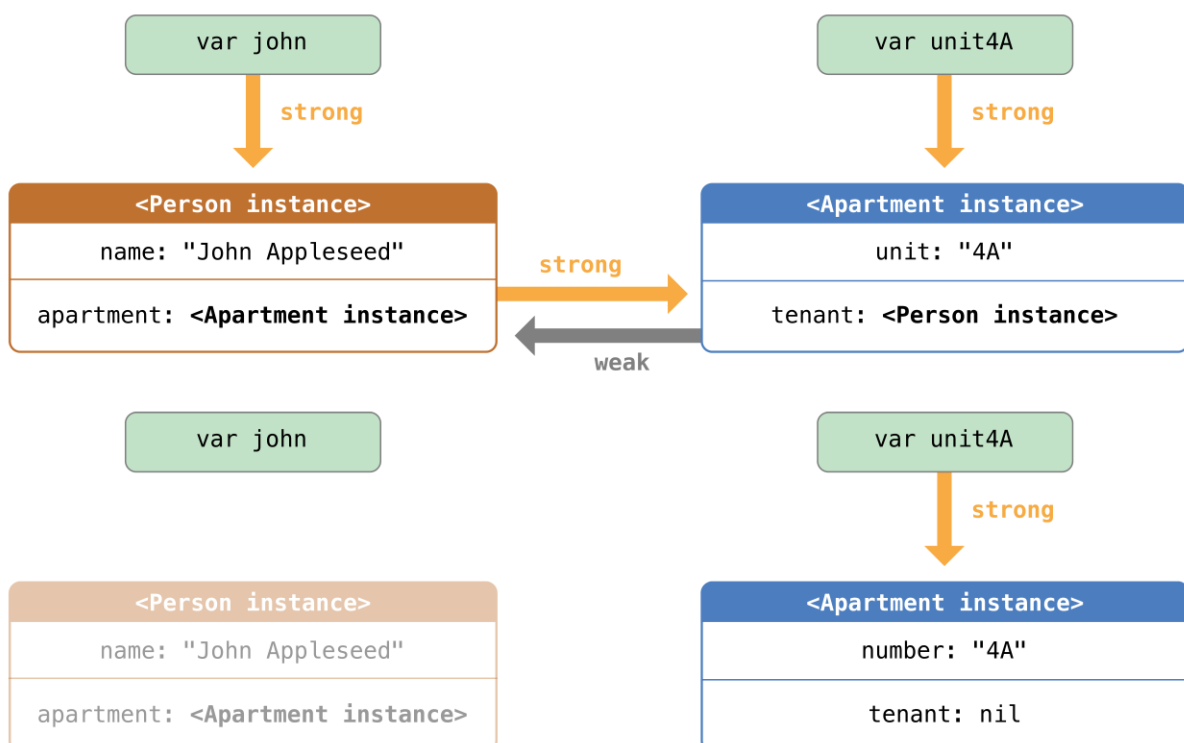 var john
var unit4A
strong
strong
<Person instance>
<Apartment instance>
name: "John Appleseed"
unit: "4A"
strong
apartment: <Apartment instance>
tenant: <Person instance>
weak
var john
var unit4A
strong
<Person instance>
<Apartment instance>
name: "John Appleseed"
number: "4A"
apartment: <Apartment instance>
tenant: nil